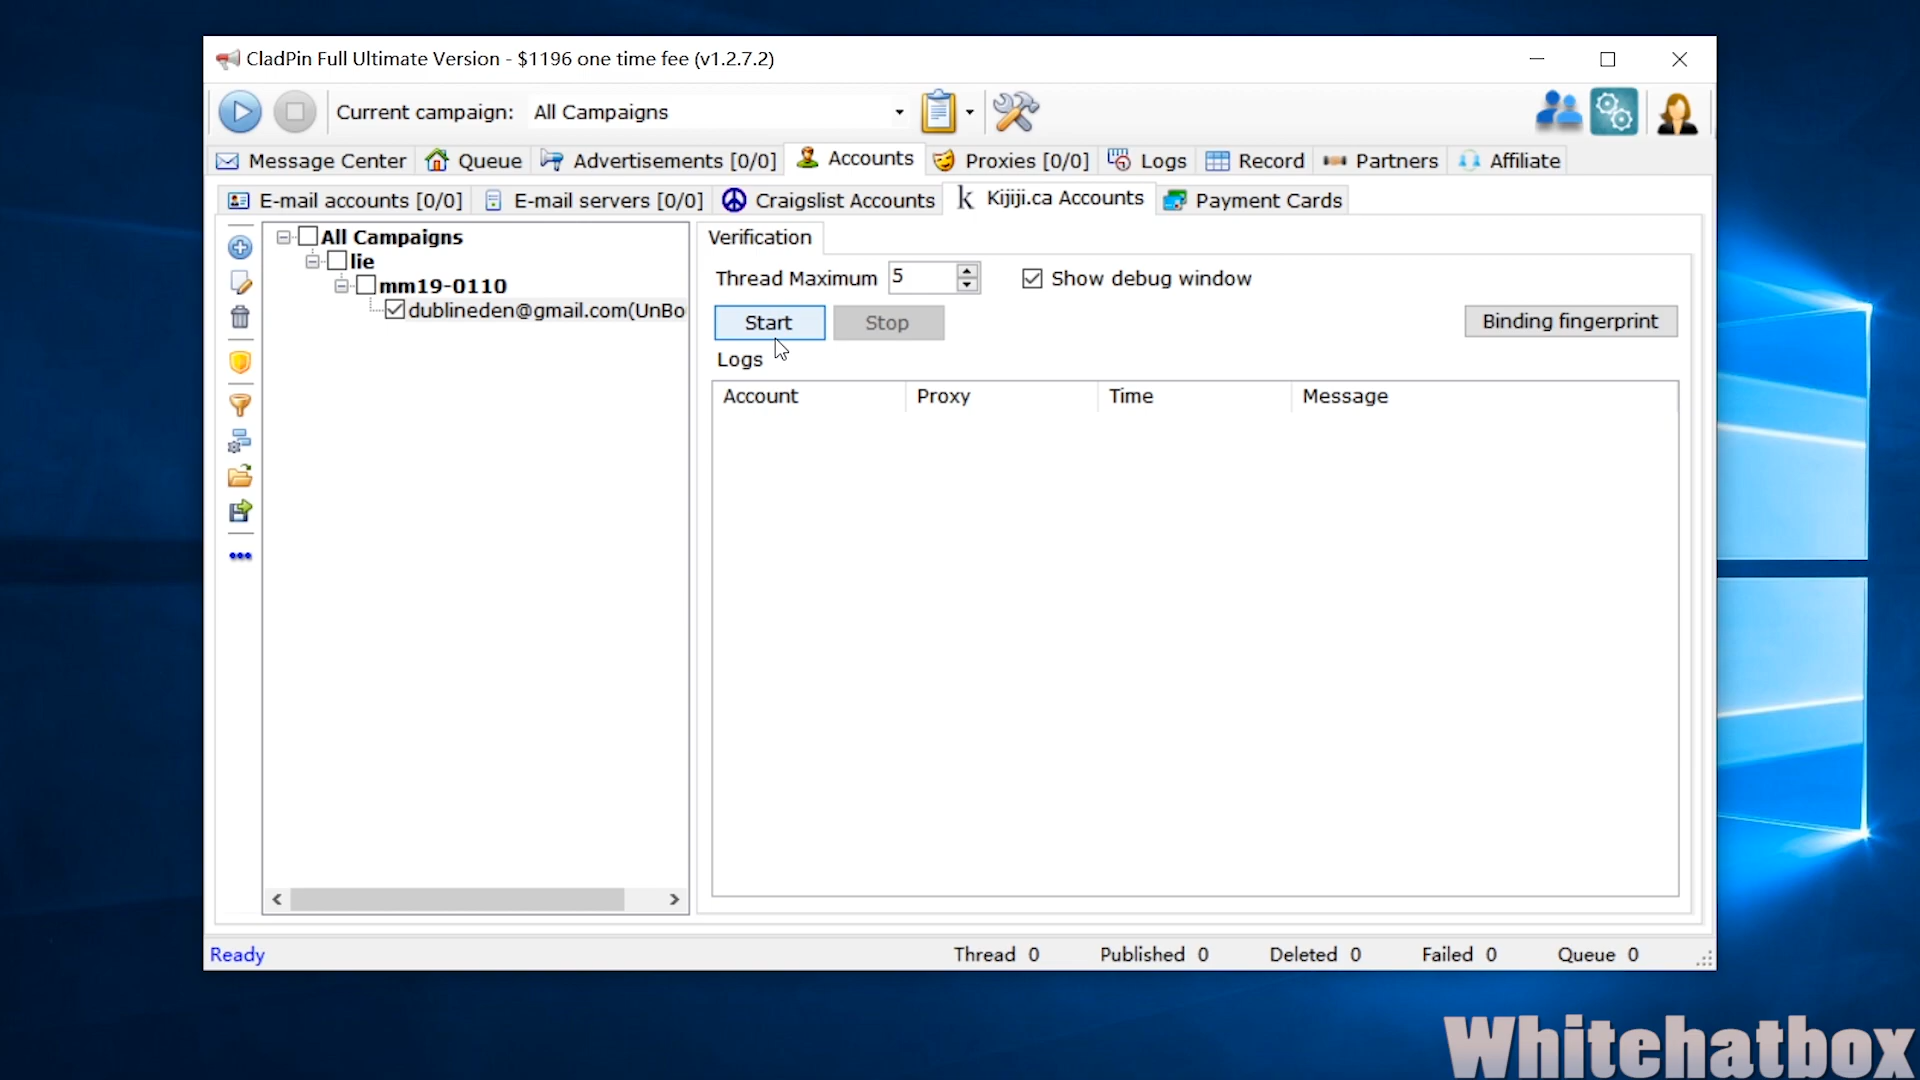 CladPin Full Ultimate Version - $1196 one time fee (v1.2.7.2)
Current campaign: All Campaigns
Message Center Queue Advertisements [0/0] Accounts Proxies [0/0] Logs Record Partners Affiliate
E-mail accounts [0/0] E-mail servers [0/0] Craigslist Accounts k Kijiji.ca Accounts Payment Cards
All Campaigns
lie
mm19-0110
dublineden@gmail.com(UnBo
Verification
Thread Maximum 5 Show debug window
Start Stop Binding fingerprint
Logs
Account Proxy Time Message
Ready Thread 0 Published 0 Deleted 0 Failed 0 Queue 0
Whitehatbox